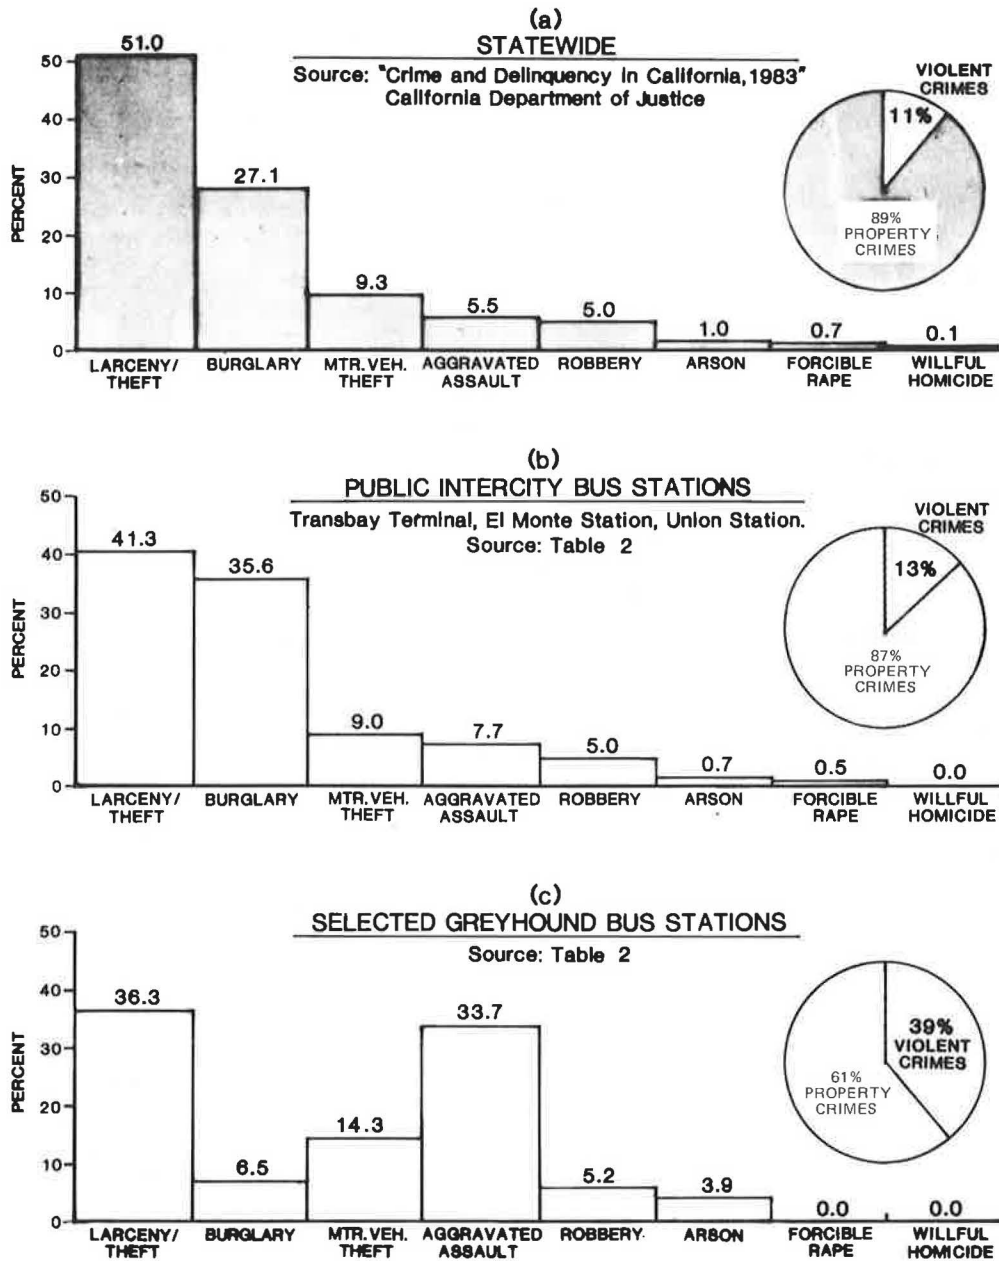 (a)
STATEWIDE
Source: "Crime and Delinquency in California, 1983"
California Department of Justice
PERCENT
50
40
30
20
10
0
51.0
27.1
9.3
5.5
5.0
1.0
0.7
0.1
LARCENY/
THEFT
BURGLARY
MTR. VEH.
THEFT
AGGRAVATED
ASSAULT
ROBBERY
ARSON
FORCIBLE
RAPE
WILLFUL
HOMICIDE
VIOLENT
CRIMES
11%
89%
PROPERTY
CRIMES
(b)
PUBLIC INTERCITY BUS STATIONS
Transbay Terminal, El Monte Station, Union Station.
Source: Table 2
PERCENT
50
40
30
20
10
0
41.3
35.6
9.0
7.7
5.0
0.7
0.5
0.0
LARCENY/
THEFT
BURGLARY
MTR. VEH.
THEFT
AGGRAVATED
ASSAULT
ROBBERY
ARSON
FORCIBLE
RAPE
WILLFUL
HOMICIDE
VIOLENT
CRIMES
13%
87%
PROPERTY
CRIMES
(c)
SELECTED GREYHOUND BUS STATIONS
Source: Table 2
PERCENT
50
40
30
20
10
0
36.3
6.5
14.3
33.7
5.2
3.9
0.0
0.0
LARCENY/
THEFT
BURGLARY
MTR. VEH.
THEFT
AGGRAVATED
ASSAULT
ROBBERY
ARSON
FORCIBLE
RAPE
WILLFUL
HOMICIDE
39%
VIOLENT
CRIMES
61%
PROPERTY
CRIMES